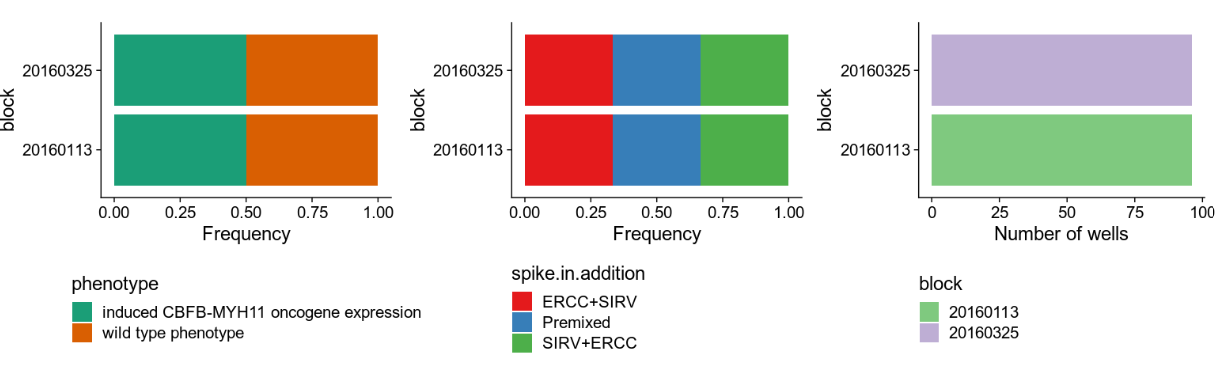 block
20160325
20160113
0.00 0.25 0.50 0.75 1.00
Frequency
phenotype
induced CBFB-MYH11 oncogene expression
wild type phenotype
block
20160325
20160113
0.00 0.25 0.50 0.75 1.00
Frequency
spike.in.addition
ERCC+SIRV
Premixed
SIRV+ERCC
block
20160325
20160113
0 25 50 75 100
Number of wells
block
20160113
20160325